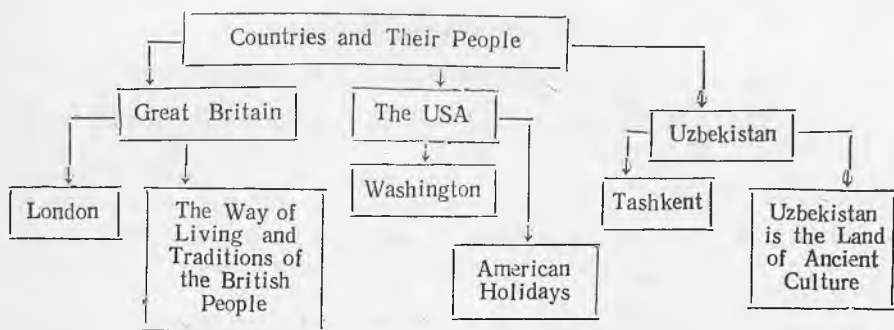 Countries and Their People
Great Britain
The USA
Uzbekistan
London
The Way of
Living and
Traditions of
the British
People
Washington
American
Holidays
Tashkent
Uzbekistan
is the Land
of Ancient
Culture